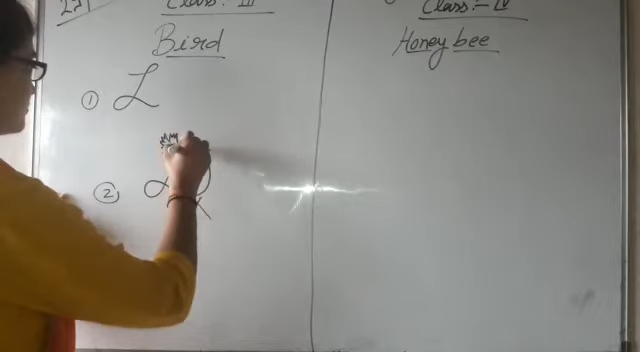 Class:- III
Bird
① L
②
Class:- IV
Honey bee